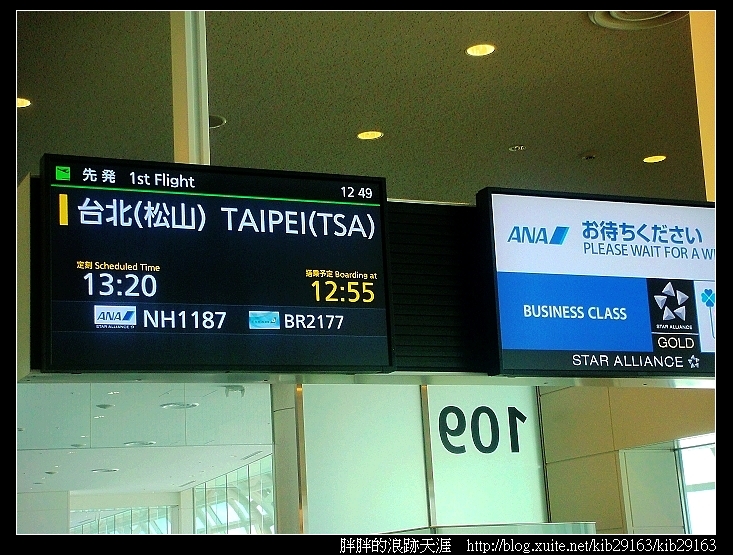 先発 1st Flight 12 49
台北(松山) TAIPEI(TSA)
定刻 Scheduled Time
13:20
搭乗予定 Boarding at
12:55
ANA
STAR ALLIANCE
NH1187
BR2177
ANA お待ちください
PLEASE WAIT FOR A W
BUSINESS CLASS
STAR ALLIANCE
GOLD
STAR ALLIANCE
109
胖胖的浪跡天涯 http://blog.xuite.net/kib29163/kib29163